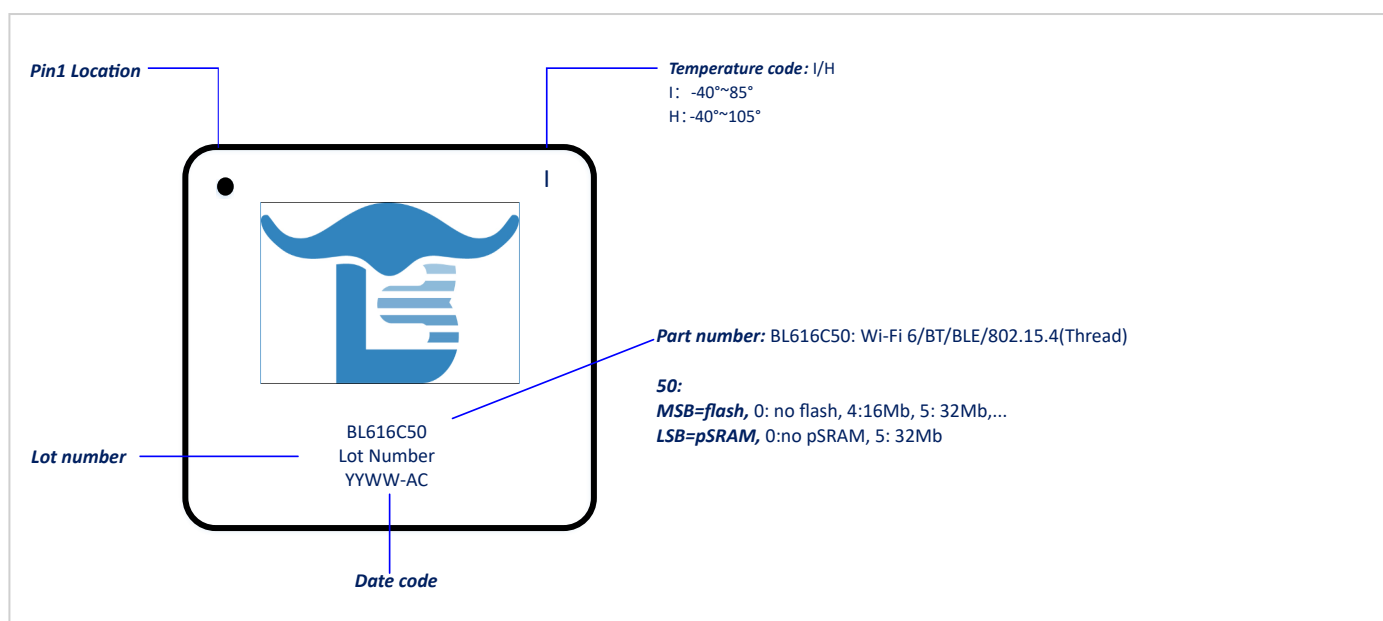 Pin1 Location
Temperature code: I/H
I: -40°~85°
H: -40°~105°
I
Part number: BL616C50: Wi-Fi 6/BT/BLE/802.15.4(Thread)
50:
MSB=flash, 0: no flash, 4:16Mb, 5: 32Mb,...
LSB=pSRAM, 0:no pSRAM, 5: 32Mb
BL616C50
Lot number
Lot Number
YYWW-AC
Date code